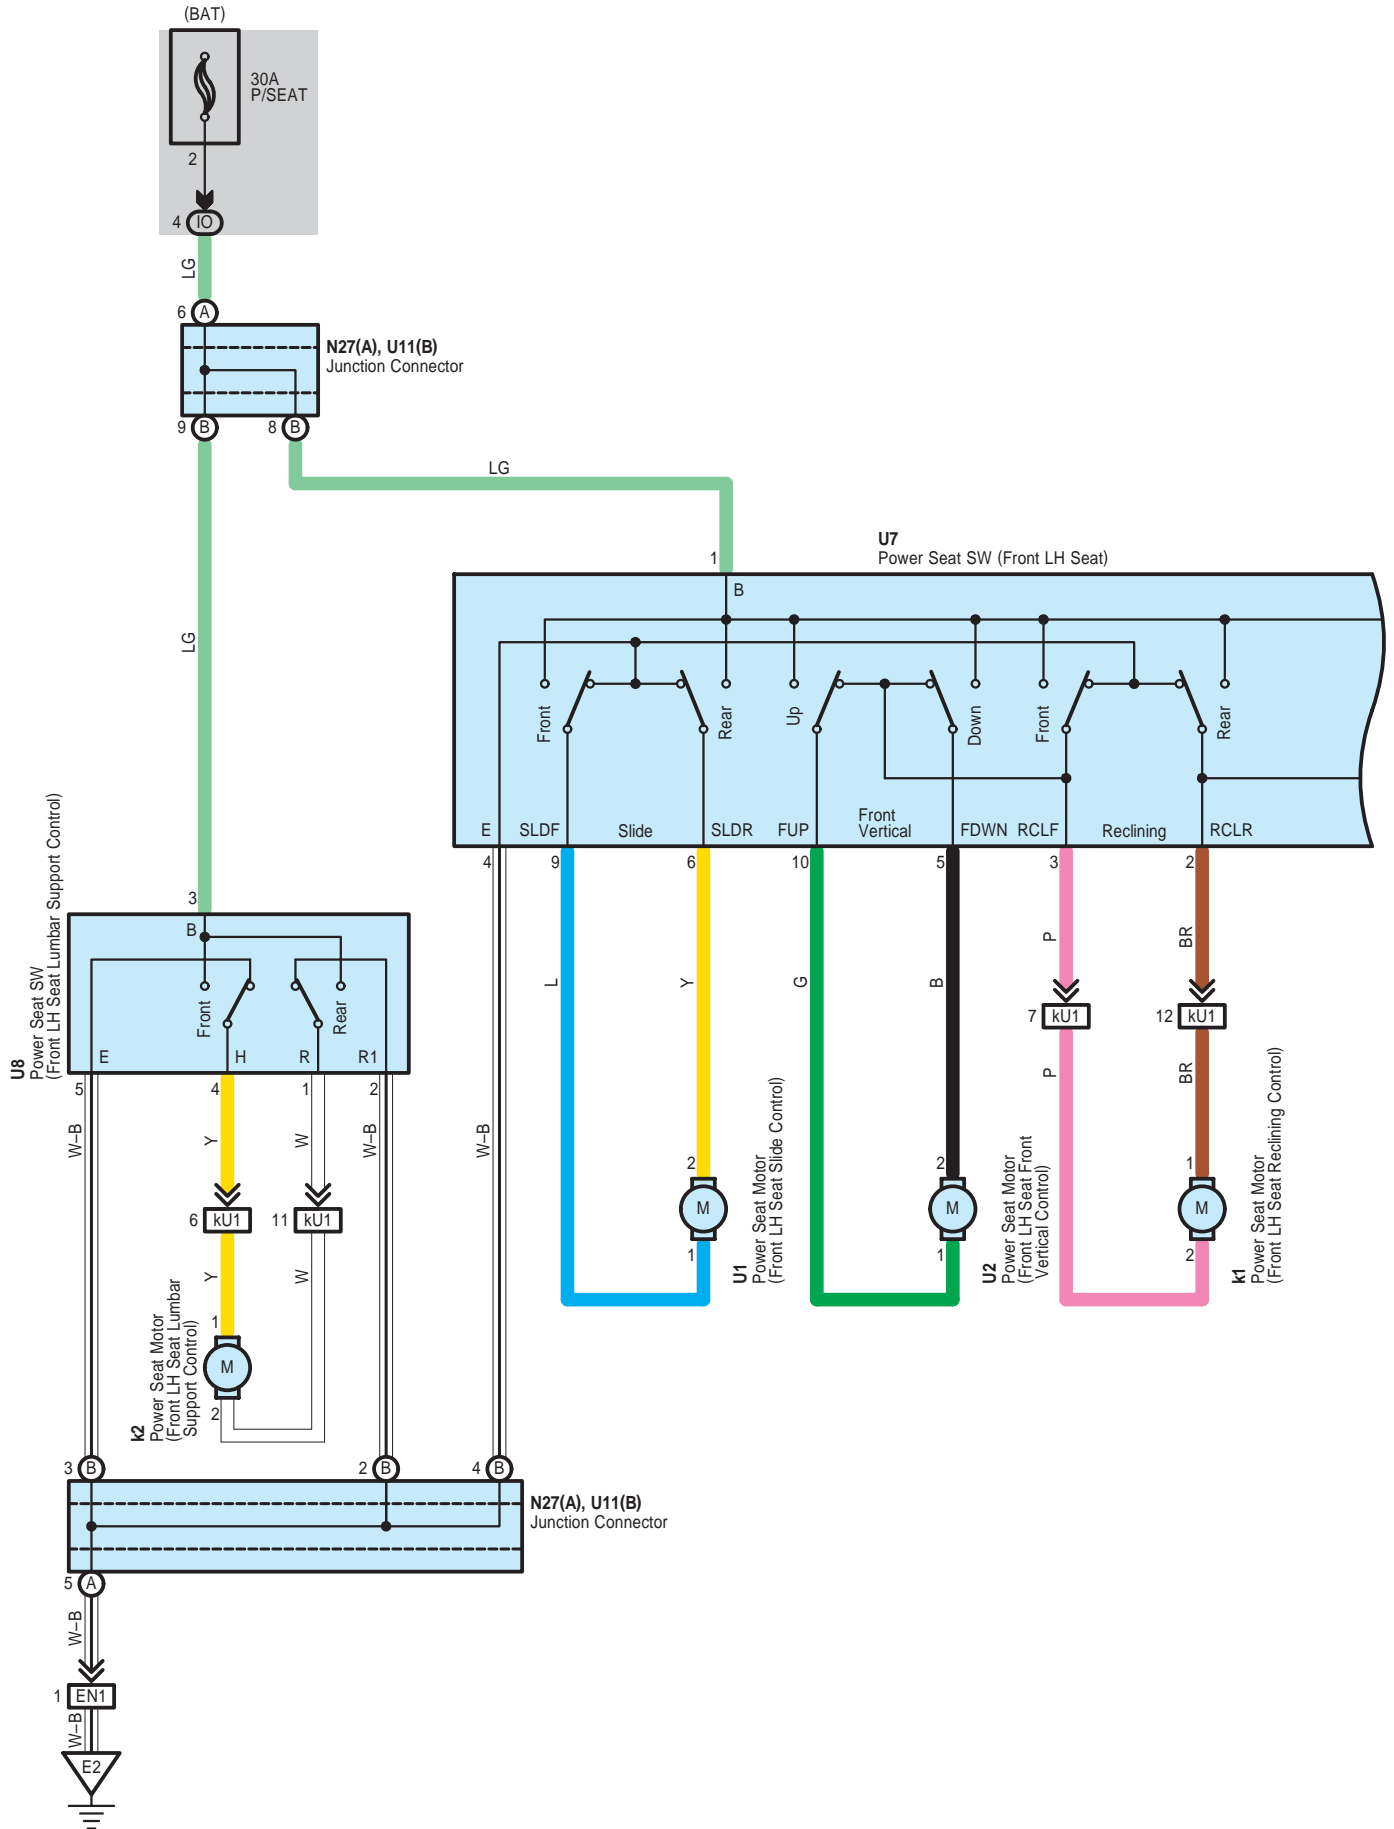 (BAT)
30A
P/SEAT
2
4 IO
LG
6 A
N27(A), U11(B)
Junction Connector
9 B
8 B
LG
LG
U7
Power Seat SW (Front LH Seat)
1
B
Front
Rear
Up
Down
Front
Rear
E
SLDF
Slide
SLDR
FUP
Front
Vertical
FDWN
RCLF
Reclining
RCLR
4
9
6
10
5
3
2
L
Y
G
B
P
BR
7 kU1
12 kU1
P
BR
W–B
2
M
1
U1
Power Seat Motor
(Front LH Seat Slide Control)
2
M
1
U2
Power Seat Motor
(Front LH Seat Front
Vertical Control)
1
M
2
k1
Power Seat Motor
(Front LH Seat Reclining Control)
3
B
U8
Power Seat SW
(Front LH Seat Lumbar Support Control)
Front
Rear
E
H
R
R1
5
4
1
2
W–B
Y
W
W–B
6 kU1
11 kU1
Y
W
1
M
2
k2
Power Seat Motor
(Front LH Seat Lumbar
Support Control)
3 B
2 B
4 B
N27(A), U11(B)
Junction Connector
5 A
W–B
1 EN1
W–B
E2